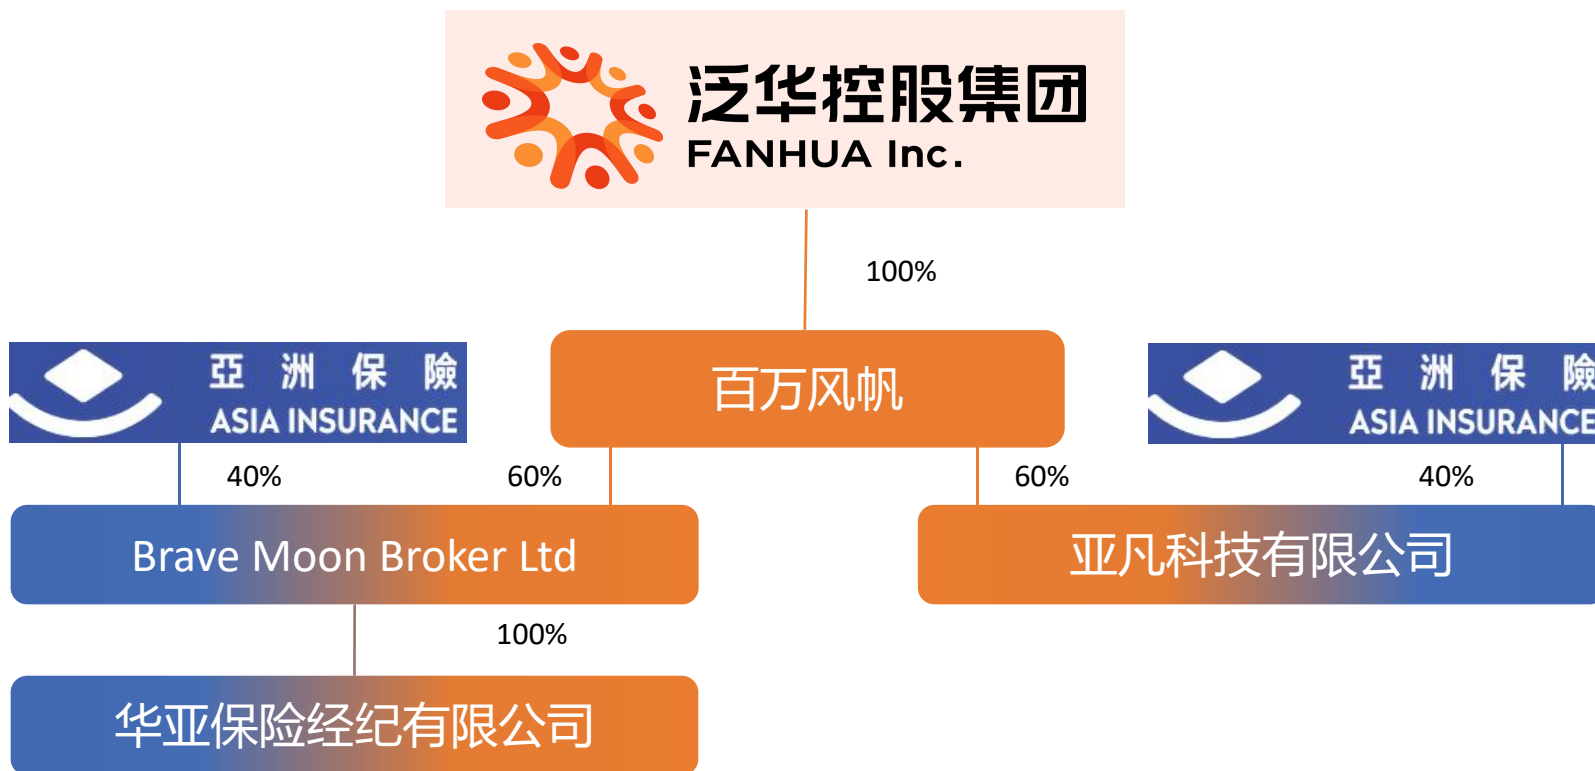 泛华控股集团
FANHUA Inc.
100%
亞洲保險
ASIA INSURANCE
百万风帆
亞洲保險
ASIA INSURANCE
40%
60%
60%
40%
Brave Moon Broker Ltd
亚凡科技有限公司
100%
华亚保险经纪有限公司